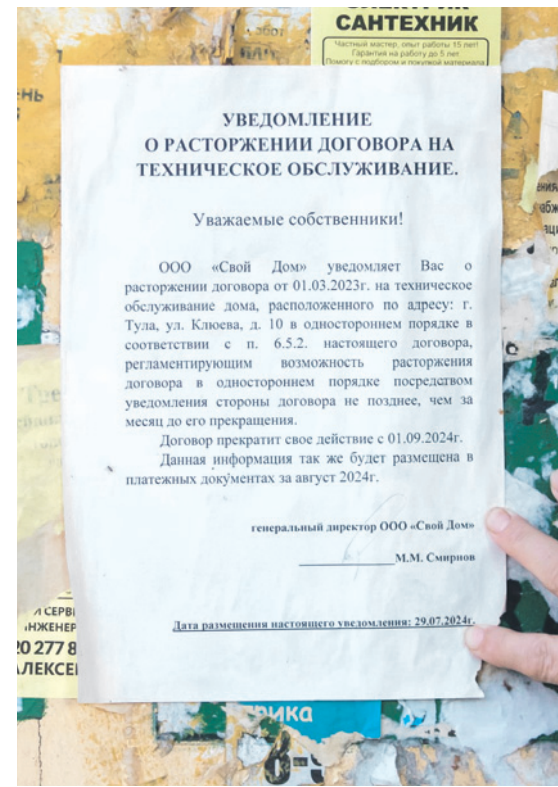 САНТЕХНИК
Частный мастер, опыт работы 15 лет!
Гарантия на работу до 5 лет
Помогу с подбором и покупкой материала
УВЕДОМЛЕНИЕ
О РАСТОРЖЕНИИ ДОГОВОРА НА
ТЕХНИЧЕСКОЕ ОБСЛУЖИВАНИЕ.
Уважаемые собственники!
ООО «Свой Дом» уведомляет Вас о
расторжении договора от 01.03.2023г. на техническое
обслуживание дома, расположенного по адресу: г.
Тула, ул. Клюева, д. 10 в одностороннем порядке в
соответствии с п. 6.5.2. настоящего договора,
регламентирующим возможность расторжения
договора в одностороннем порядке посредством
уведомления стороны договора не позднее, чем за
месяц до его прекращения.
Договор прекратит свое действие с 01.09.2024г.
Данная информация так же будет размещена в
платежных документах за август 2024г.
генеральный директор ООО «Свой Дом»
М.М. Смирнов
Дата размещения настоящего уведомления: 29.07.2024г.
20 277 8